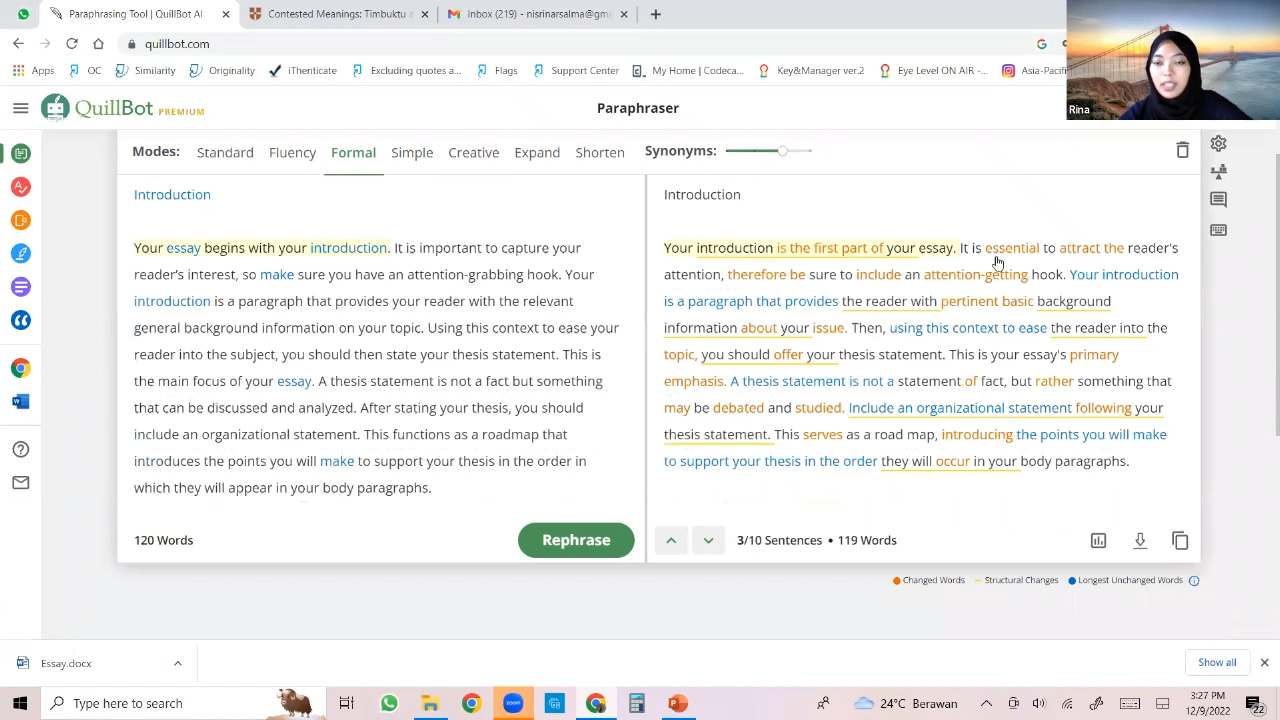 Paraphrasing Tool | QuillBot AI
Contested Meanings: Timbuktu a
Inbox (219) - nisrinarsalma@gm
quillbot.com
Apps
OC
Similarity
Originality
iThenticate
Excluding quotes a...
Flags
Support Center
My Home | Codeca...
Key&Manager ver.2
Eye Level ON AIR -...
Asia-Pacif
Rina
QuillBot PREMIUM
Paraphraser
Modes: Standard Fluency Formal Simple Creative Expand Shorten Synonyms:
Introduction
Your essay begins with your introduction. It is important to capture your
reader's interest, so make sure you have an attention-grabbing hook. Your
introduction is a paragraph that provides your reader with the relevant
general background information on your topic. Using this context to ease your
reader into the subject, you should then state your thesis statement. This is
the main focus of your essay. A thesis statement is not a fact but something
that can be discussed and analyzed. After stating your thesis, you should
include an organizational statement. This functions as a roadmap that
introduces the points you will make to support your thesis in the order in
which they will appear in your body paragraphs.
120 Words
Rephrase
Introduction
Your introduction is the first part of your essay. It is essential to attract the reader's
attention, therefore be sure to include an attention-getting hook. Your introduction
is a paragraph that provides the reader with pertinent basic background
information about your issue. Then, using this context to ease the reader into the
topic, you should offer your thesis statement. This is your essay's primary
emphasis. A thesis statement is not a statement of fact, but rather something that
may be debated and studied. Include an organizational statement following your
thesis statement. This serves as a road map, introducing the points you will make
to support your thesis in the order they will occur in your body paragraphs.
3/10 Sentences • 119 Words
Changed Words
Structural Changes
Longest Unchanged Words
Essay.docx
Show all
Type here to search
24°C Berawan
3:27 PM
12/9/2022
22